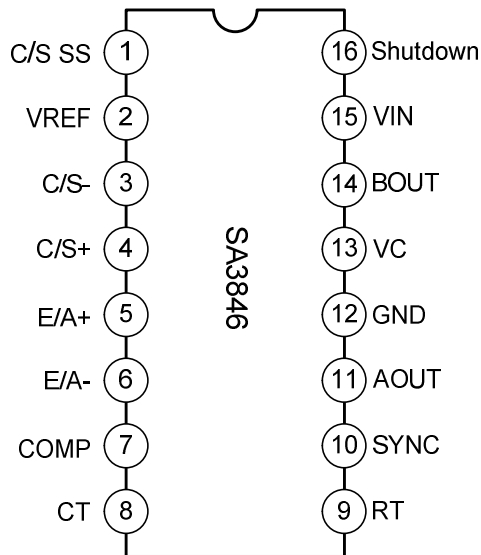 C/S SS 1 16 Shutdown
VREF 2 15 VIN
C/S- 3 14 BOUT
C/S+ 4 13 VC
SA3846
E/A+ 5 12 GND
E/A- 6 11 AOUT
COMP 7 10 SYNC
CT 8 9 RT